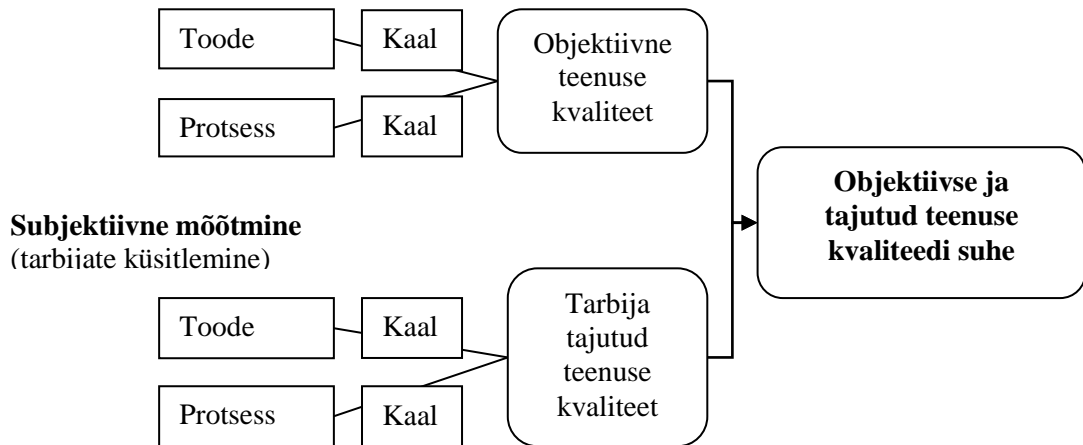 Toode
Kaal
Objektiivne
teenuse
kvaliteet
Protsess
Kaal
Objektiivse ja
tajutud teenuse
kvaliteedi suhe
Subjektiivne mõõtmine
(tarbijate küsitlemine)
Toode
Kaal
Tarbija
tajutud
teenuse
kvaliteet
Protsess
Kaal